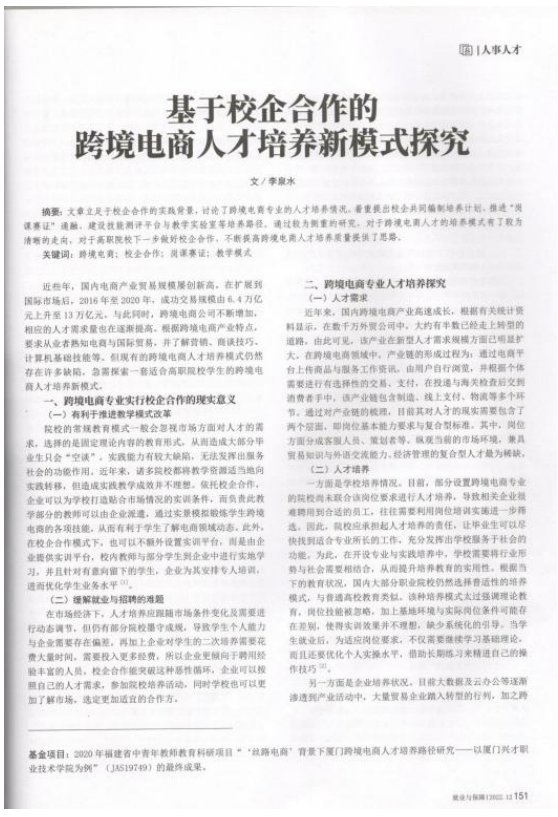 人事人才
基于校企合作的
跨境电商人才培养新模式探究
文/李泉水
摘要：文章立足于校企合作的实践背景，讨论了跨境电商专业的人才培养情况，着重提出校企共同编制培养计划、推进“岗
课赛证”通融、建设技能测评平台与教学实验室等培养路径。通过较为侧重的研究，对于跨境电商人才的培养模式有了较为
清晰的走向，对于高职院校下一步做好校企合作、不断提高跨境电商人才培养质量提供了思路。
关键词：跨境电商；校企合作；岗课赛证；教学模式
近些年，国内电商产业贸易规模屡创新高，在扩展到
国际市场后，2016年至2020年，成功交易规模由6.4万亿
元上升至13万亿元。与此同时，跨境电商公司不断增加，
相应的人才需求量也在逐渐提高。根据跨境电商产业特点，
要求从业者熟知电商与国际贸易，并了解营销、商谈技巧、
计算机基础技能等。但现有的跨境电商人才培养模式仍然
存在许多缺陷，急需探索一套适合高职院校学生的跨境电
商人才培养新模式。
一、跨境电商专业实行校企合作的现实意义
（一）有利于推进教学模式改革
院校的常规教育模式一般会忽视市场方面对人才的需
求，选择的是固定理论内容的教育形式，从而造成大部分毕
业生只会“空谈”，实践能力有较大缺陷，无法发挥出服务
社会的功能作用。近年来，诸多院校都将教学资源适当地向
实践转移，但造成实践教学成效并不理想。依托校企合作，
企业可以为学校打造贴合市场情况的实训条件，而负责此教
学部分的教师可以由企业派遣，通过实景模拟锻炼学生跨境
电商的各项技能，从而有利于学生了解电商领域动态。此外，
在校企合作模式下，也可以不额外设置实训平台，而是由企
业提供实训平台，校内教师与部分学生到企业中进行实地学
习，并且针对有意向留下的学生，企业为其安排专人培训，
进而优化学生业务水平[1]。
（二）缓解就业与招聘的难题
在市场经济下，人才培养应跟随市场条件变化及需要进
行动态调节，但仍有部分院校墨守成规，导致学生个人能力
与企业需要存在偏差，再加上企业对学生的二次培养需要花
费大量时间，需要投入更多经费，所以企业更倾向于聘用经
验丰富的人员。校企合作能突破这种恶性循环，企业可以按
照自己的人才需求，参加院校培养活动，同时学校也可以更
加了解市场，选定更加适宜的合作方。
二、跨境电商专业人才培养探究
（一）人才需求
近年来，国内跨境电商产业高速成长，根据有关统计资
料显示，在数千万外贸公司中，大约有半数已经走上转型的
道路，由此可见，该产业在新型人才需求规模方面已明显扩
大。在跨境电商领域中，产业链的形成过程为：通过电商平
台上传商品与服务工作资讯，由用户自行浏览，并根据个体
需要进行有选择性的交易、支付，在投递与海关检查后交到
消费者手中，该产业链包含制造、线上支付、物流等多个环
节。通过对产业链的梳理，目前其对人才的现实需要包含了
两个层面，即岗位基本能力要求与复合型标准。其中，岗位
方面分成客服人员、策划者等。纵观当前的市场环境，兼具
贸易知识与外语交流能力、经济管理的复合型人才最为稀缺。
（二）人才培养
一方面是学校培养情况。目前，部分设置跨境电商专业
的院校尚未联合该岗位要求进行人才培养，导致相关企业很
难聘用到合适的员工，往往需要利用岗位培训实施进一步筛
选。因此，院校应承担起人才培养的责任，让毕业生可以尽
快找到适合专业所长的工作，充分发挥出学校服务于社会的
功能。为此，在开设专业与实践培养中，学校需要将行业形
势与社会需要相结合，从而提升培养教育的实用性。根据当
下的教育状况，国内大部分职业院校仍然选择普适性的培养
模式，与普通高校教育类似。该种培养模式太过强调理论教
育，岗位技能被忽略，加上基地环境与实际岗位条件可能存
在差别，使得实训效果并不理想，缺少系统化的引导。当学
生就业后，为适应岗位要求，不仅需要继续学习基础理论，
而且还要优化个人实操水平，借助长期练习来精进自己的操
作技巧[2]。
另一方面是企业培养状况。目前大数据及云办公等逐渐
渗透到产业活动中，大量贸易企业踏入转型的行列，加之跨
基金项目：2020年福建省中青年教师教育科研项目“‘丝路电商’背景下厦门跨境电商人才培养路径研究——以厦门兴才职
业技术学院为例”（JAS19749）的最终成果。
就业与保障(2022.12 151